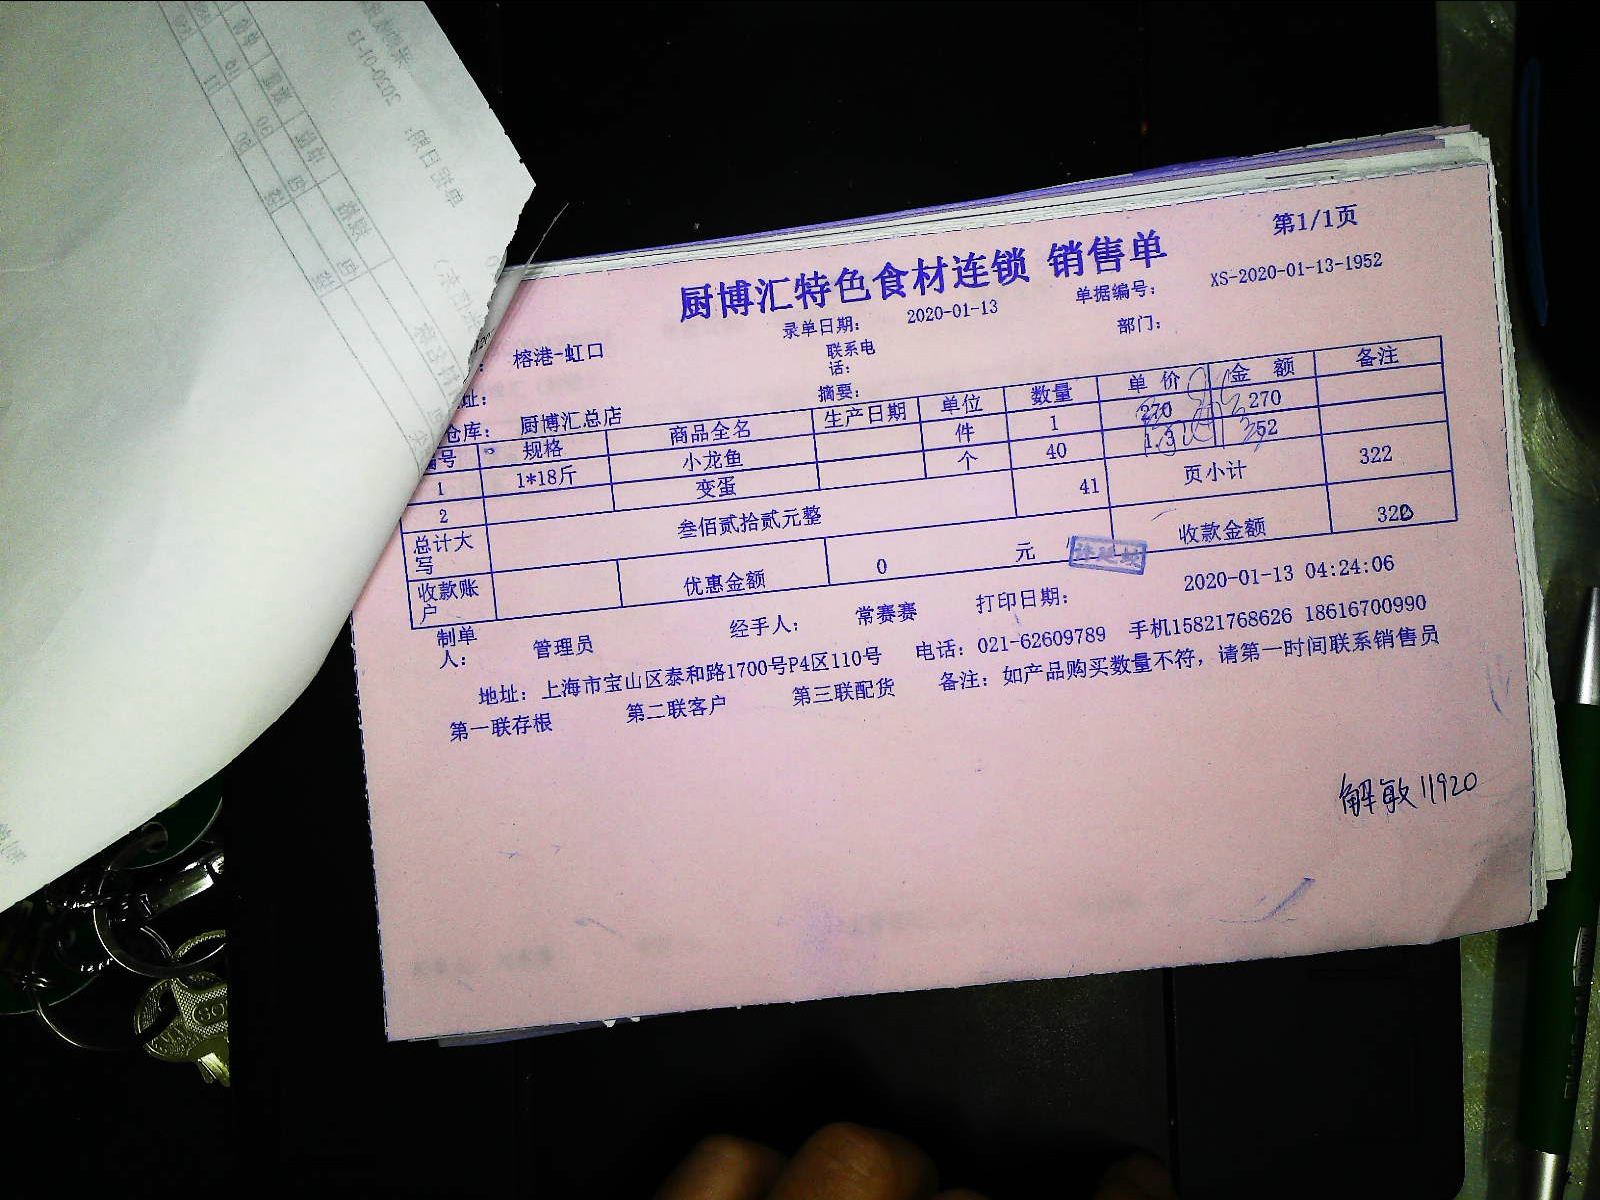 第1/1页
厨博汇特色食材连锁 销售单
录单日期： 2020-01-13 单据编号： XS-2020-01-13-1952
榕港-虹口 联系电话： 部门：
址： 摘要：
仓库： 厨博汇总店
编号 规格 商品全名 生产日期 单位 数量 单价 金额 备注
1 1*18斤 小龙鱼 件 1 270 270
2 变蛋 个 40 1.3 52
总计大写 叁佰贰拾贰元整 41 页小计 322
收款账户 优惠金额 0 元 收款金额 322
制单人： 管理员 经手人： 常赛赛 打印日期： 2020-01-13 04:24:06
地址：上海市宝山区泰和路1700号P4区110号 电话：021-62609789 手机15821768626 18616700990
第一联存根 第二联客户 第三联配货 备注：如产品购买数量不符，请第一时间联系销售员
解敏11920